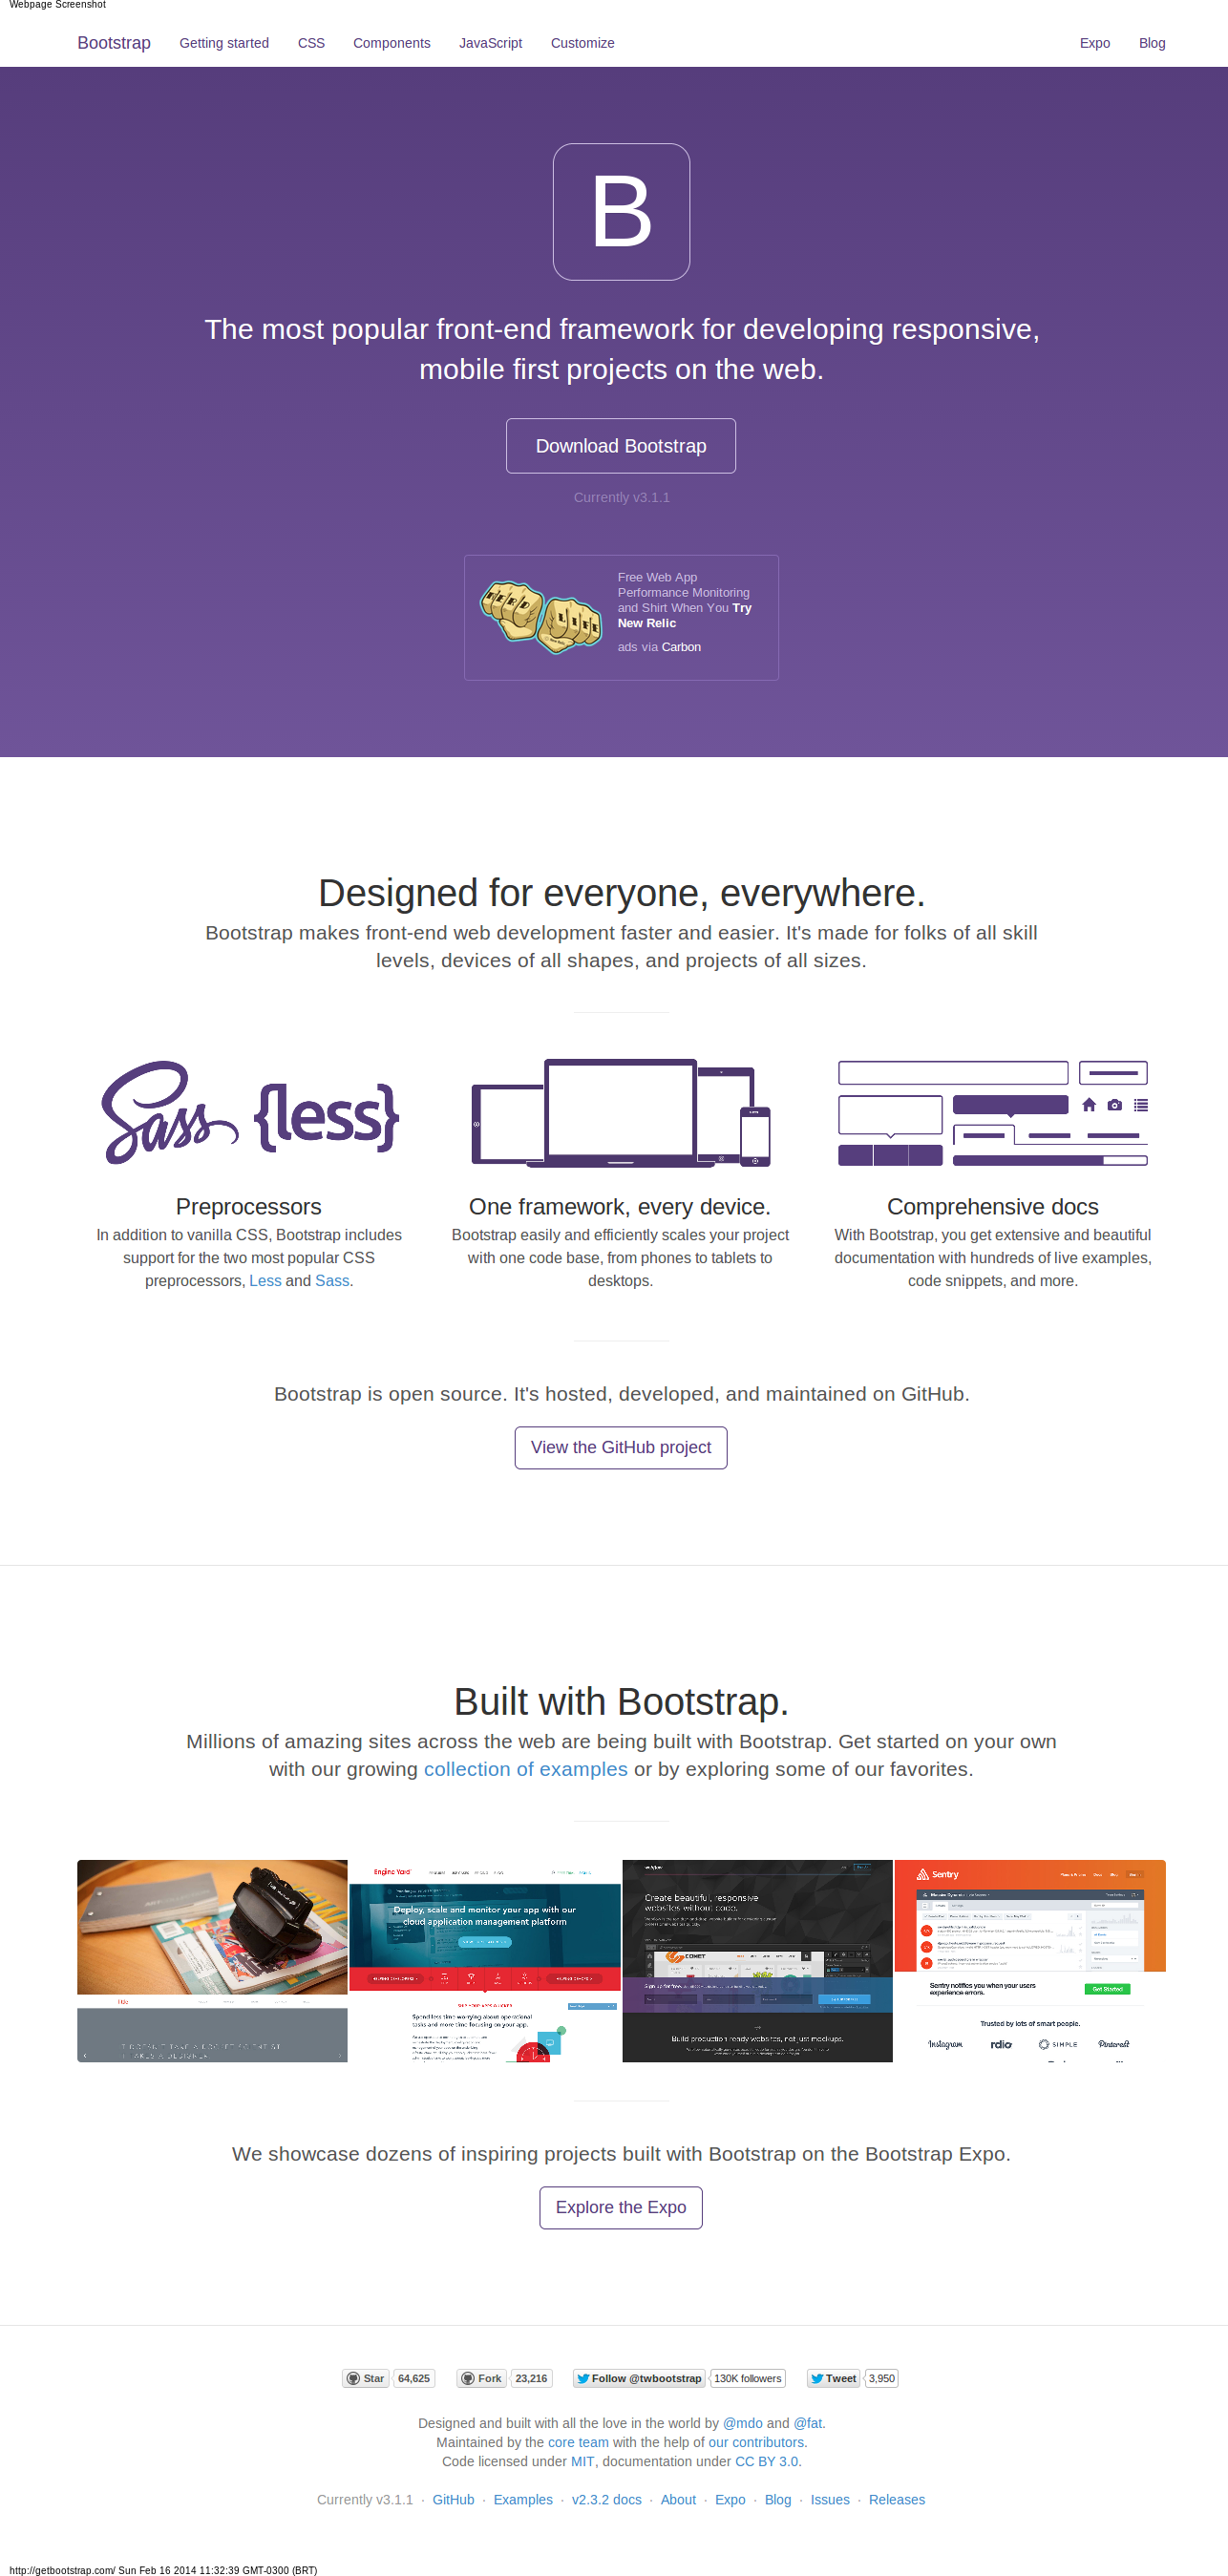 Webpage Screenshot
Bootstrap Getting started CSS Components JavaScript Customize Expo Blog
B
The most popular front-end framework for developing responsive,
mobile first projects on the web.
Download Bootstrap
Currently v3.1.1
Free Web App
Performance Monitoring
and Shirt When You Try
New Relic
ads via Carbon
Designed for everyone, everywhere.
Bootstrap makes front-end web development faster and easier. It's made for folks of all skill
levels, devices of all shapes, and projects of all sizes.
Sass {less}
Preprocessors
In addition to vanilla CSS, Bootstrap includes
support for the two most popular CSS
preprocessors, Less and Sass.
One framework, every device.
Bootstrap easily and efficiently scales your project
with one code base, from phones to tablets to
desktops.
Comprehensive docs
With Bootstrap, you get extensive and beautiful
documentation with hundreds of live examples,
code snippets, and more.
Bootstrap is open source. It's hosted, developed, and maintained on GitHub.
View the GitHub project
Built with Bootstrap.
Millions of amazing sites across the web are being built with Bootstrap. Get started on your own
with our growing collection of examples or by exploring some of our favorites.
Title
Engine Yard
Deploy, scale and monitor your app with our
cloud application management platform
Spend less time worrying about operational
tasks and more time focusing on your app.
Create beautiful, responsive
websites without code.
COMET
Build production ready websites, not just mockups.
Sentry
Sentry notifies you when your users
experience errors.
Get Started
Trusted by lots of smart people.
Instagram rdio SIMPLE Pinterest
We showcase dozens of inspiring projects built with Bootstrap on the Bootstrap Expo.
Explore the Expo
Star 64,625 Fork 23,216 Follow @twbootstrap 130K followers Tweet 3,950
Designed and built with all the love in the world by @mdo and @fat.
Maintained by the core team with the help of our contributors.
Code licensed under MIT, documentation under CC BY 3.0.
Currently v3.1.1 · GitHub · Examples · v2.3.2 docs · About · Expo · Blog · Issues · Releases
http://getbootstrap.com/ Sun Feb 16 2014 11:32:39 GMT-0300 (BRT)